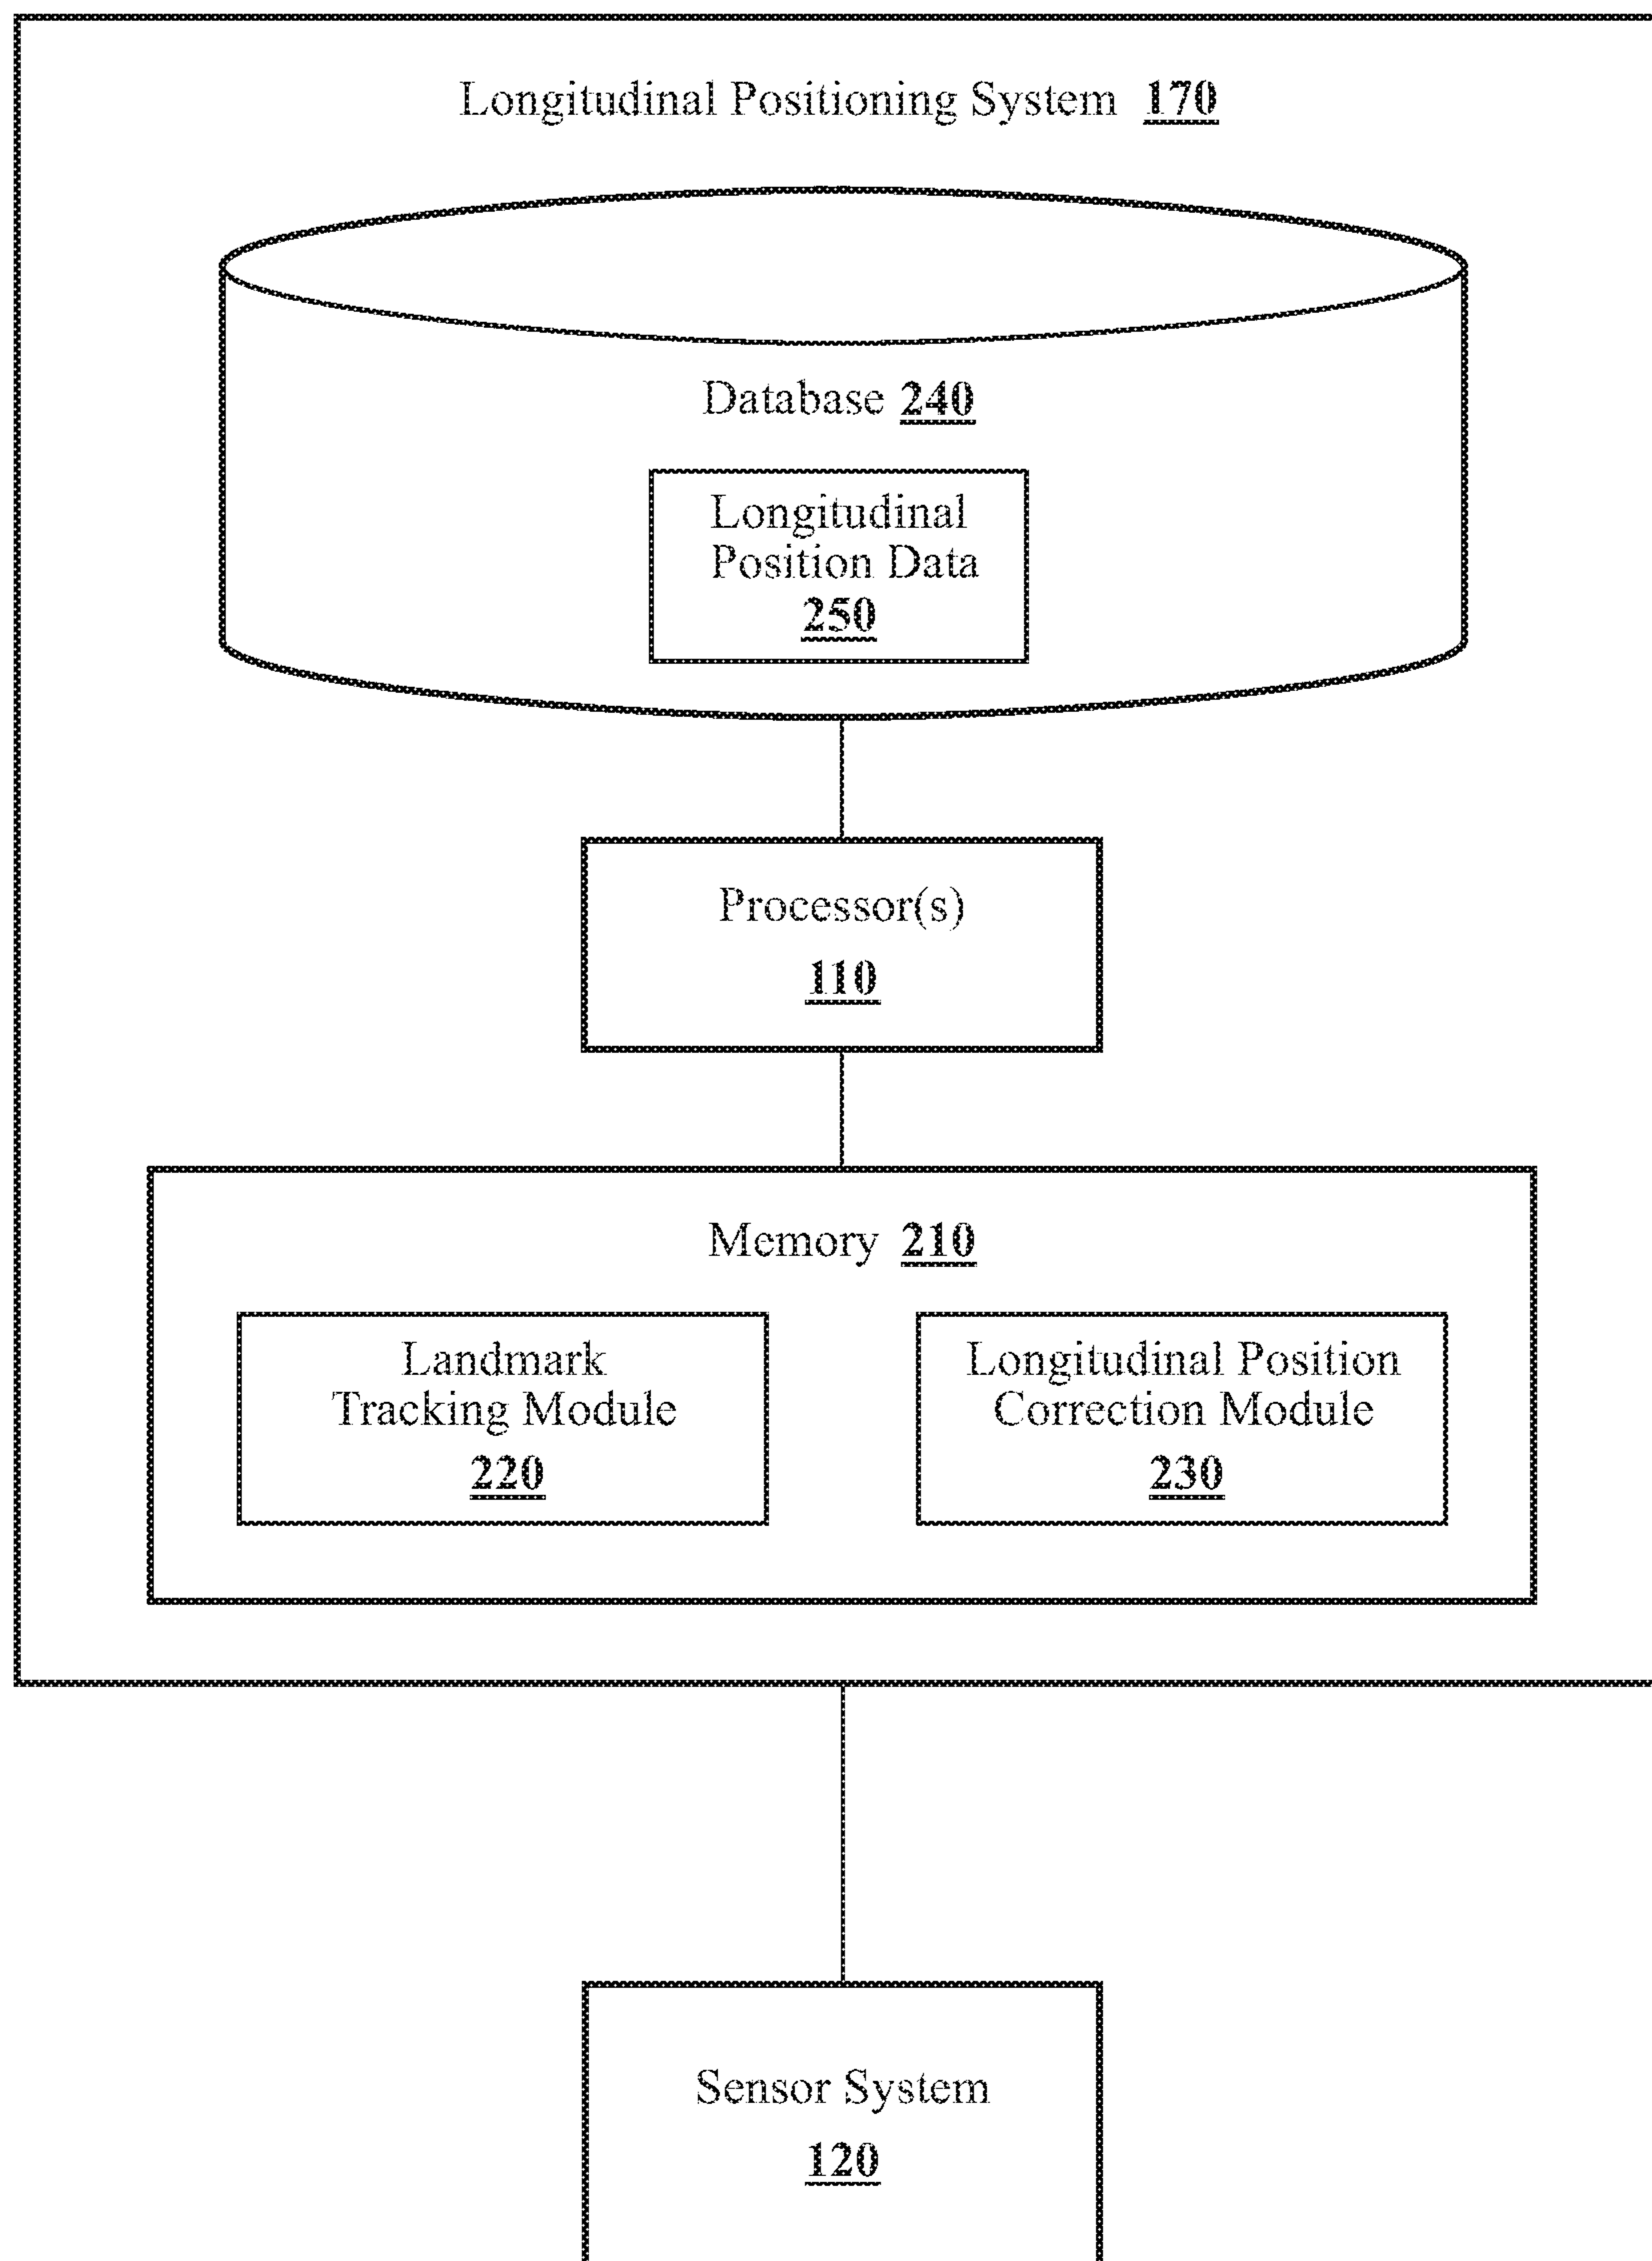 Longitudinal Positioning System 170
Database 240
Longitudinal
Position Data
250
Processor(s)
110
Memory 210
Landmark
Tracking Module
220
Longitudinal Position
Correction Module
230
Sensor System
120